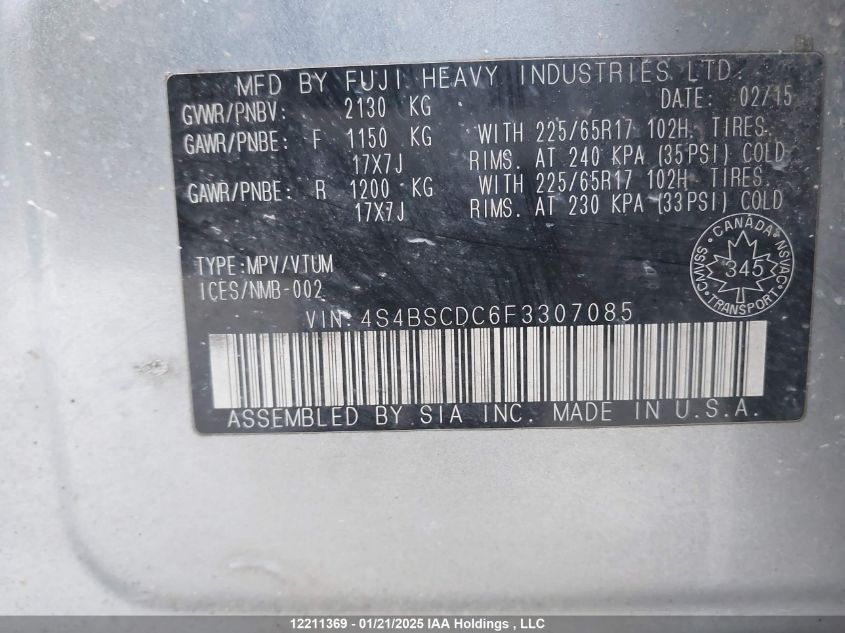 MFD BY FUJI HEAVY INDUSTRIES LTD.
DATE: 02/15
GVWR/PNBV: 2130 KG
GAWR/PNBE: F 1150 KG WITH 225/65R17 102H. TIRES.
17X7J RIMS. AT 240 KPA (35PSI) COLD
GAWR/PNBE: R 1200 KG WITH 225/65R17 102H TIRES.
17X7J RIMS. AT 230 KPA (33PSI) COLD
TYPE:MPV/VTUM
ICES/NMB-002
CANADA
CMVSS
NSVAC
345
TRANSPORT
VIN: 4S4BSCDC6F3307085
ASSEMBLED BY SIA INC. MADE IN U.S.A.
12211369 - 01/21/2025 IAA Holdings , LLC